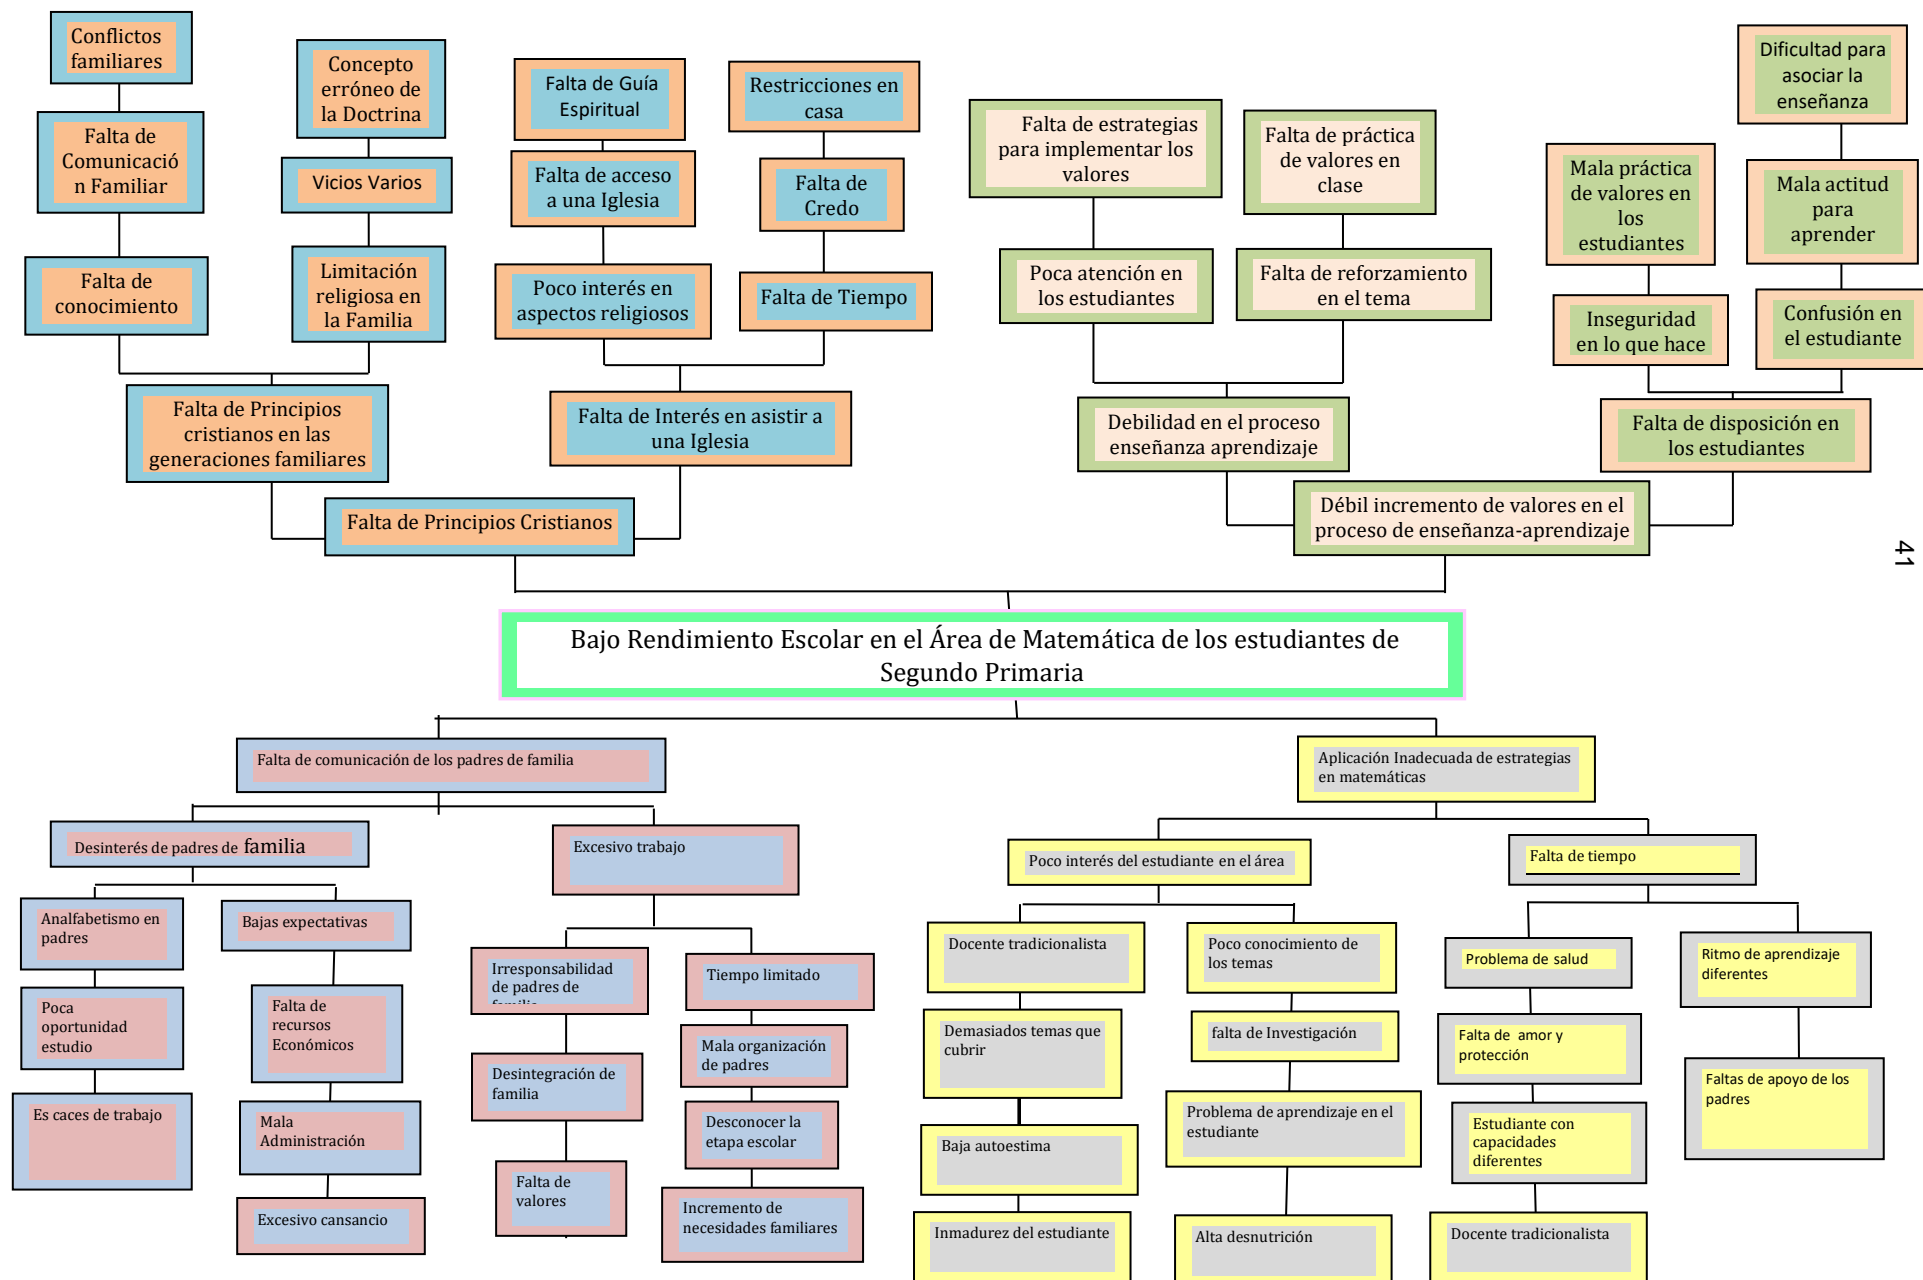 Conflictos
familiares
Concepto
erróneo de
la Doctrina
Falta de Guía
Espiritual
Restricciones en
casa
Dificultad para
asociar la
enseñanza
Falta de
Comunicació
n Familiar
Vicios Varios
Falta de acceso
a una Iglesia
Falta de
Credo
Falta de estrategias
para implementar los
valores
Falta de práctica
de valores en
clase
Mala práctica
de valores en
los
estudiantes
Mala actitud
para
aprender
Falta de
conocimiento
Limitación
religiosa en
la Familia
Poco interés en
aspectos religiosos
Falta de Tiempo
Poca atención en
los estudiantes
Falta de reforzamiento
en el tema
Inseguridad
en lo que hace
Confusión en
el estudiante
Falta de Principios
cristianos en las
generaciones familiares
Falta de Interés en asistir a
una Iglesia
Debilidad en el proceso
enseñanza aprendizaje
Falta de disposición en
los estudiantes
Falta de Principios Cristianos
Débil incremento de valores en el
proceso de enseñanza-aprendizaje
41
Bajo Rendimiento Escolar en el Área de Matemática de los estudiantes de
Segundo Primaria
Falta de comunicación de los padres de familia
Aplicación Inadecuada de estrategias
en matemáticas
Desinterés de padres de familia
Excesivo trabajo
Poco interés del estudiante en el área
Falta de tiempo
Analfabetismo en
padres
Bajas expectativas
Irresponsabilidad
de padres de
familia
Tiempo limitado
Docente tradicionalista
Poco conocimiento de
los temas
Problema de salud
Ritmo de aprendizaje
diferentes
Poca
oportunidad
estudio
Falta de
recursos
Económicos
Desintegración de
familia
Mala organización
de padres
Demasiados temas que
cubrir
falta de Investigación
Falta de amor y
protección
Faltas de apoyo de los
padres
Es caces de trabajo
Mala
Administración
Falta de
valores
Desconocer la
etapa escolar
Baja autoestima
Problema de aprendizaje en el
estudiante
Estudiante con
capacidades
diferentes
Excesivo cansancio
Incremento de
necesidades familiares
Inmadurez del estudiante
Alta desnutrición
Docente tradicionalista